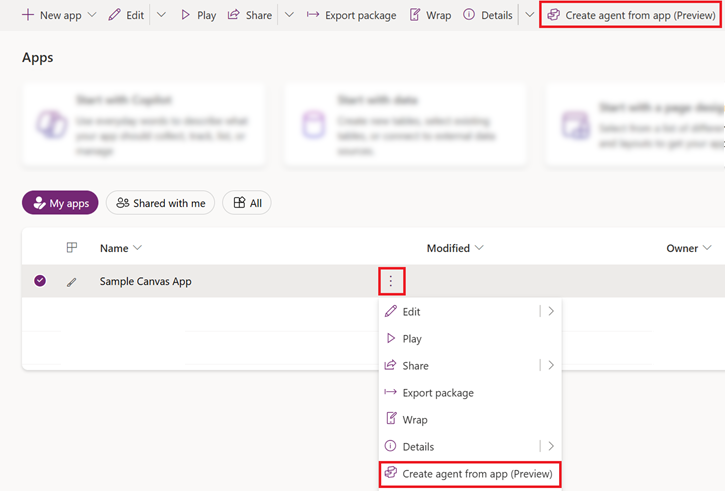 New app Edit Play Share Export package Wrap Details Create agent from app (Preview)
Apps
Start with Copilot Start with data Start with a page desig
Use everyday words to describe what your app should collect, track, list, or manage
Create new tables, select existing tables, or connect to external data sources.
Select from a list of different and layouts to get your app
My apps Shared with me All
Name Modified Owner
Sample Canvas App
Edit
Play
Share
Export package
Wrap
Details
Create agent from app (Preview)